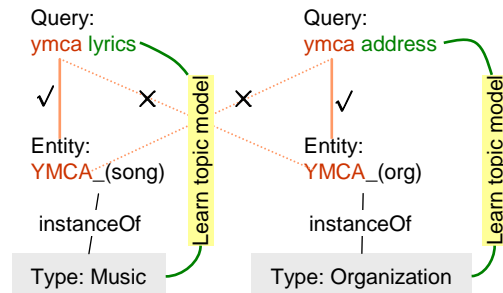 Query:
ymca lyrics
✓
×
Entity:
YMCA_(song)
instanceOf
Type: Music
Learn topic model
Query:
ymca address
×
✓
Entity:
YMCA_(org)
instanceOf
Type: Organization
Learn topic model